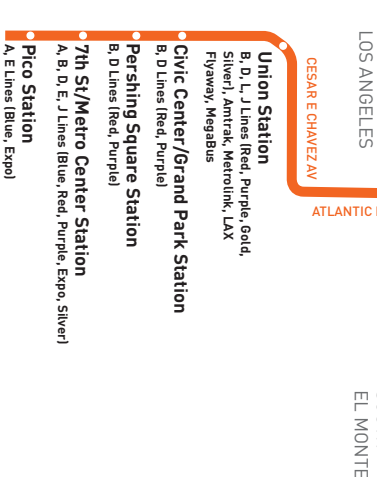 LOS ANGELES
CESAR E CHAVEZ AV
ATLANTIC
Union Station
B, D, L, J Lines (Red, Purple, Gold,
Silver), Amtrak, Metrolink, LAX
Flyaway, MegaBus
Civic Center/Grand Park Station
B, D Lines (Red, Purple)
Pershing Square Station
B, D Lines (Red, Purple)
7th St/Metro Center Station
A, B, D, E, J Lines (Blue, Red, Purple, Expo, Silver)
Pico Station
A, E Lines (Blue, Expo)
EL MONTE